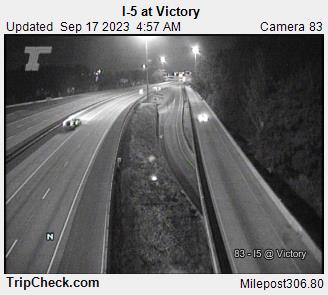 I-5 at Victory
Updated Sep 17 2023 4:57 AM Camera 83
T
N
83 - I5 @ Victory
TripCheck.com Milepost306.80